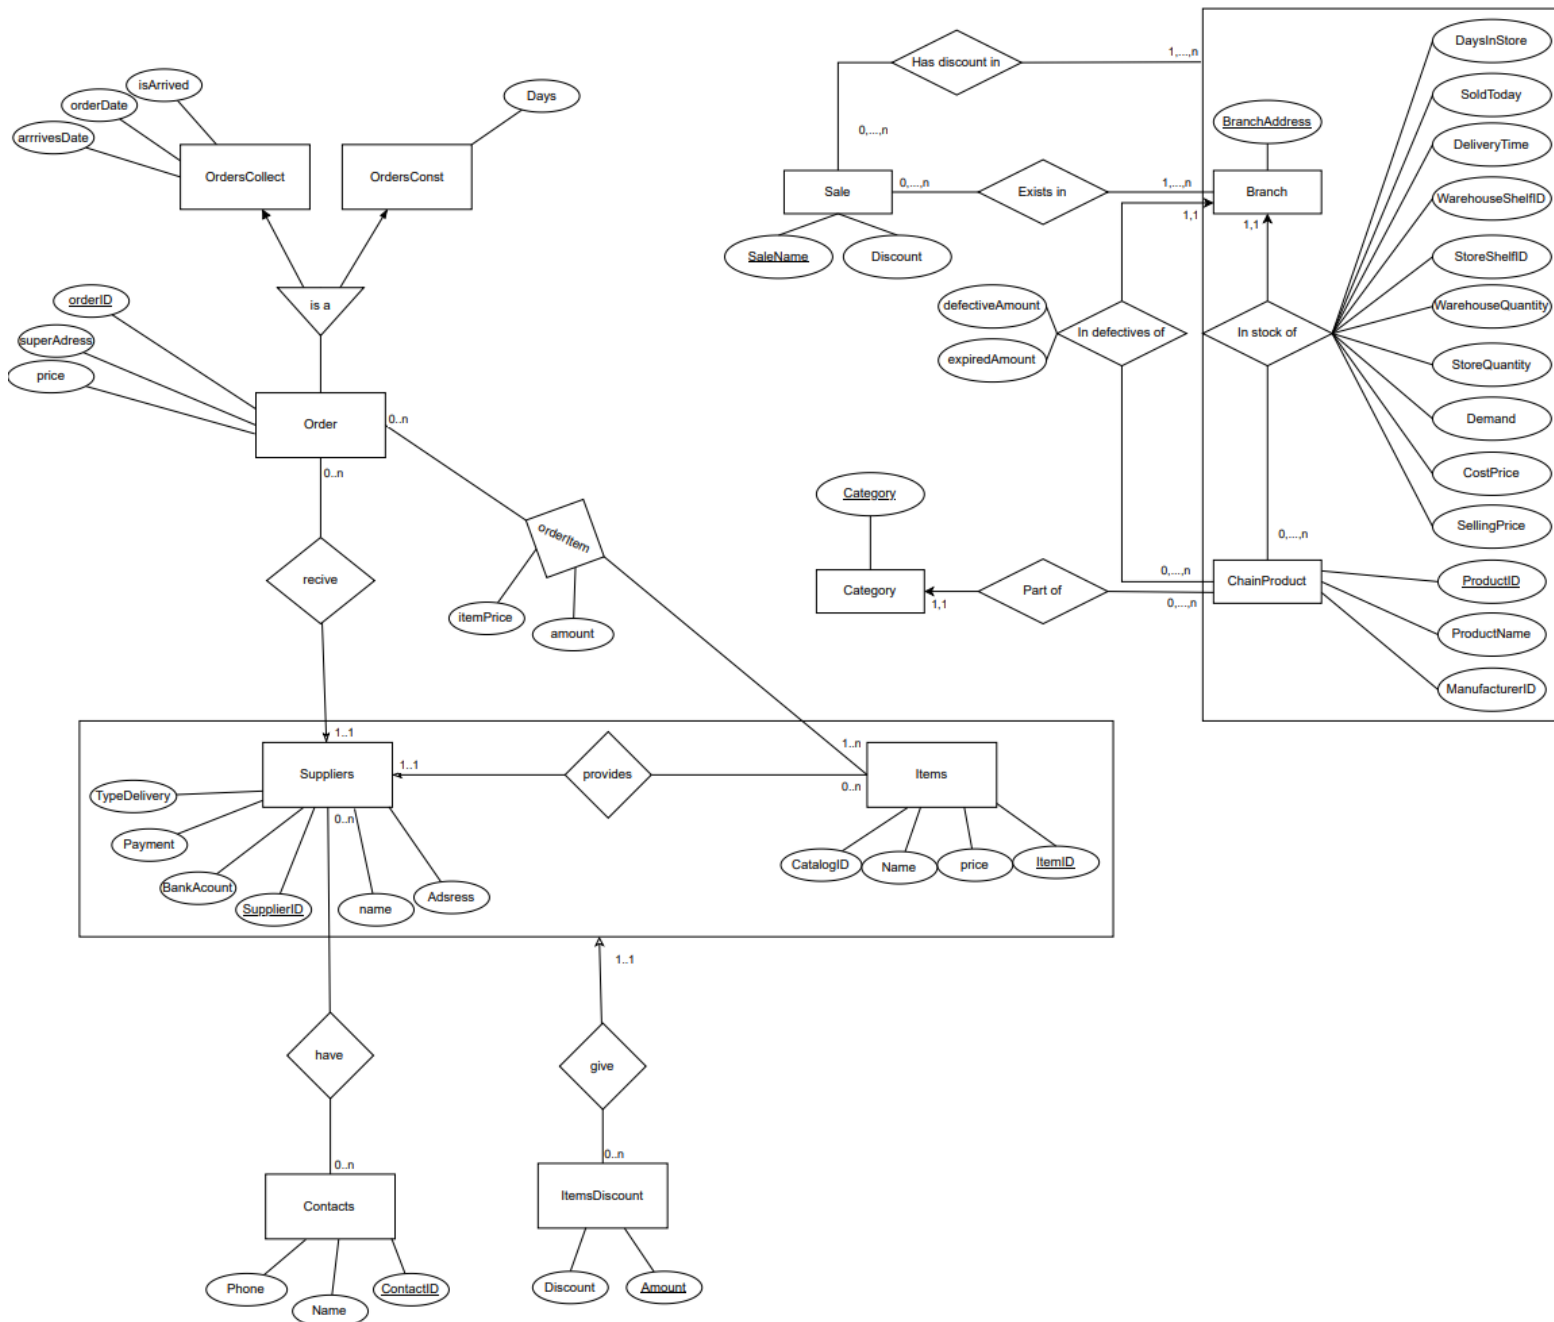 DaysInStore
isArrived
Has discount in
1,...,n
orderDate
Days
SoldToday
arrrivesDate
BranchAddress
0,...,n
DeliveryTime
OrdersCollect
OrdersConst
Sale
0,...,n
Exists in
1,...,n
Branch
WarehouseShelfID
1,1
1,1
SaleName
Discount
StoreShelfID
orderID
is a
defectiveAmount
WarehouseQuantity
superAdress
In defectives of
In stock of
price
expiredAmount
StoreQuantity
Order
0..n
Demand
0..n
CostPrice
Category
orderItem
SellingPrice
0,...,n
recive
0,...,n
ChainProduct
ProductID
Category
1,1
Part of
0,...,n
itemPrice
amount
ProductName
ManufacturerID
1..1
1..n
1..1
Suppliers
provides
Items
0..n
TypeDelivery
0..n
Payment
CatalogID
Name
price
ItemID
BankAcount
SupplierID
name
Adsress
1..1
have
give
0..n
0..n
Contacts
ItemsDiscount
Phone
Name
ContactID
Discount
Amount